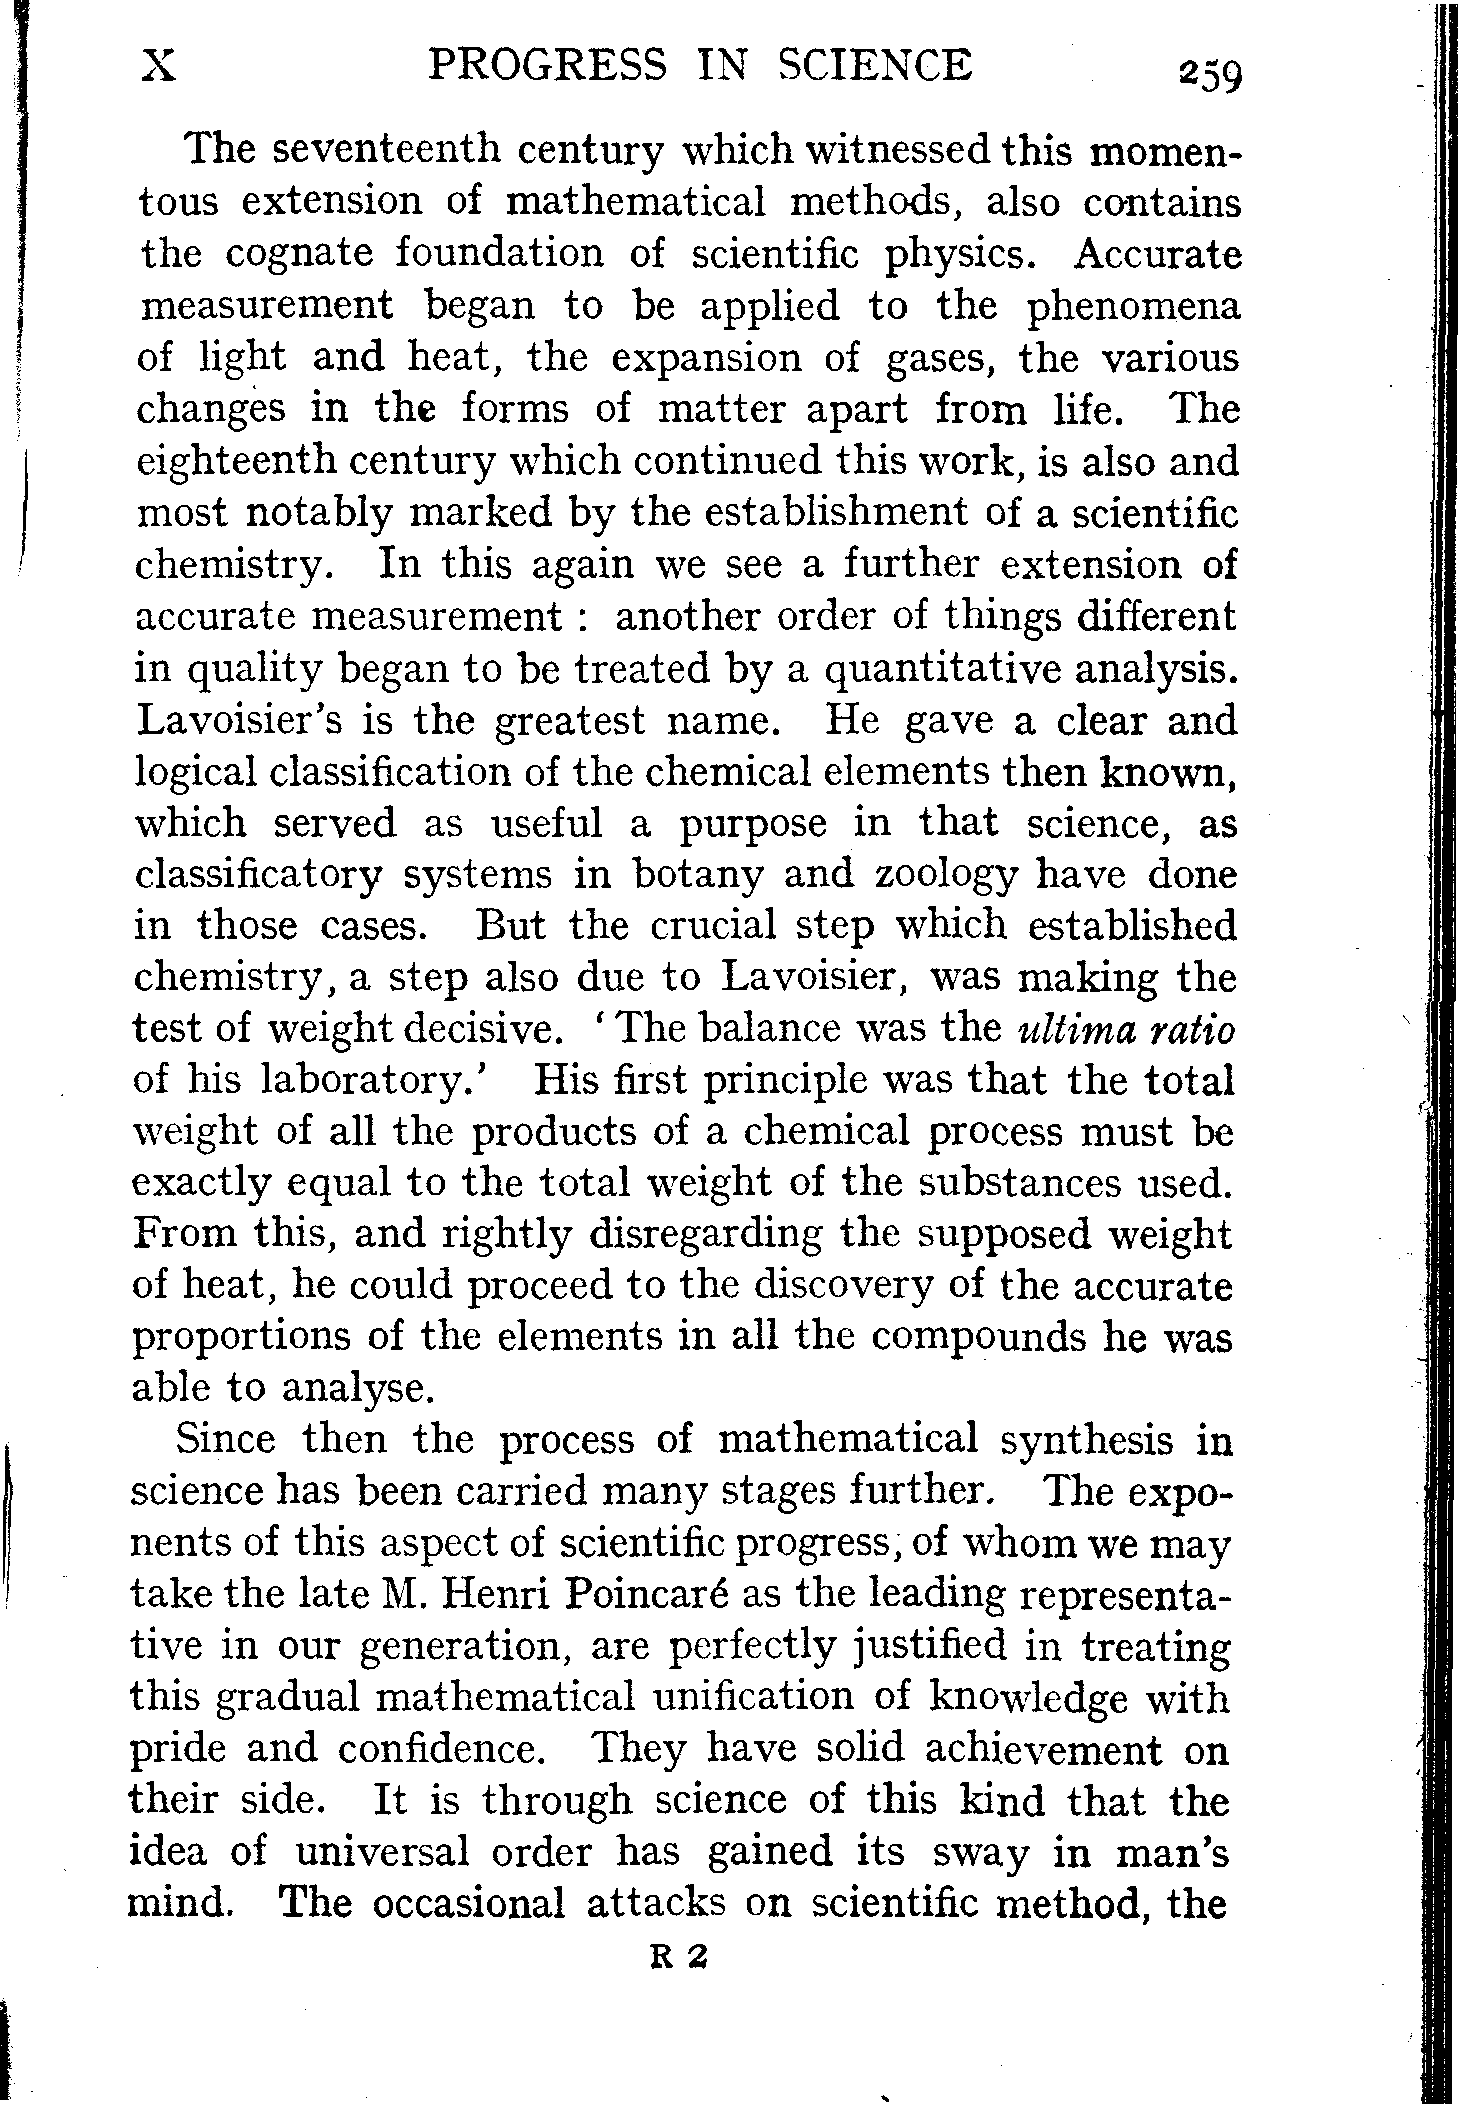 X PROGRESS IN SCIENCE 259
The seventeenth century which witnessed this momen-
tous extension of mathematical methods, also contains
the cognate foundation of scientific physics. Accurate
measurement began to be applied to the phenomena
of light and heat, the expansion of gases, the various
changes in the forms of matter apart from life. The
eighteenth century which continued this work, is also and
most notably marked by the establishment of a scientific
chemistry. In this again we see a further extension of
accurate measurement : another order of things different
in quality began to be treated by a quantitative analysis.
Lavoisier's is the greatest name. He gave a clear and
logical classification of the chemical elements then known,
which served as useful a purpose in that science, as
classificatory systems in botany and zoology have done
in those cases. But the crucial step which established
chemistry, a step also due to Lavoisier, was making the
test of weight decisive. ‘ The balance was the ultima ratio
of his laboratory.’ His first principle was that the total
weight of all the products of a chemical process must be
exactly equal to the total weight of the substances used.
From this, and rightly disregarding the supposed weight
of heat, he could proceed to the discovery of the accurate
proportions of the elements in all the compounds he was
able to analyse.
Since then the process of mathematical synthesis in
science has been carried many stages further. The expo-
nents of this aspect of scientific progress, of whom we may
take the late M. Henri Poincaré as the leading representa-
tive in our generation, are perfectly justified in treating
this gradual mathematical unification of knowledge with
pride and confidence. They have solid achievement on
their side. It is through science of this kind that the
idea of universal order has gained its sway in man's
mind. The occasional attacks on scientific method, the
R 2